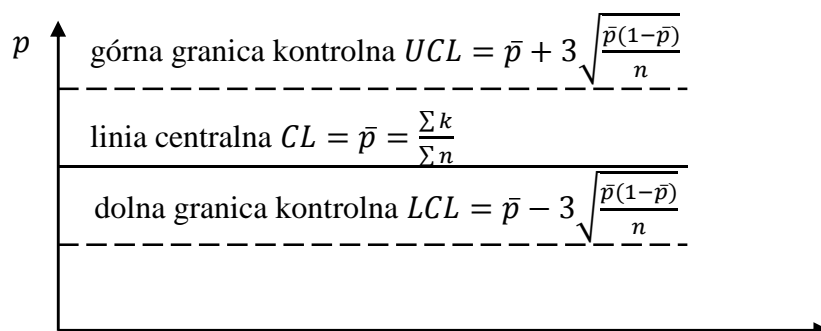 p
górna granica kontrolna UCL = p̄ + 3√(p̄(1−p̄)/n)
linia centralna CL = p̄ = ∑k/∑n
dolna granica kontrolna LCL = p̄ − 3√(p̄(1−p̄)/n)